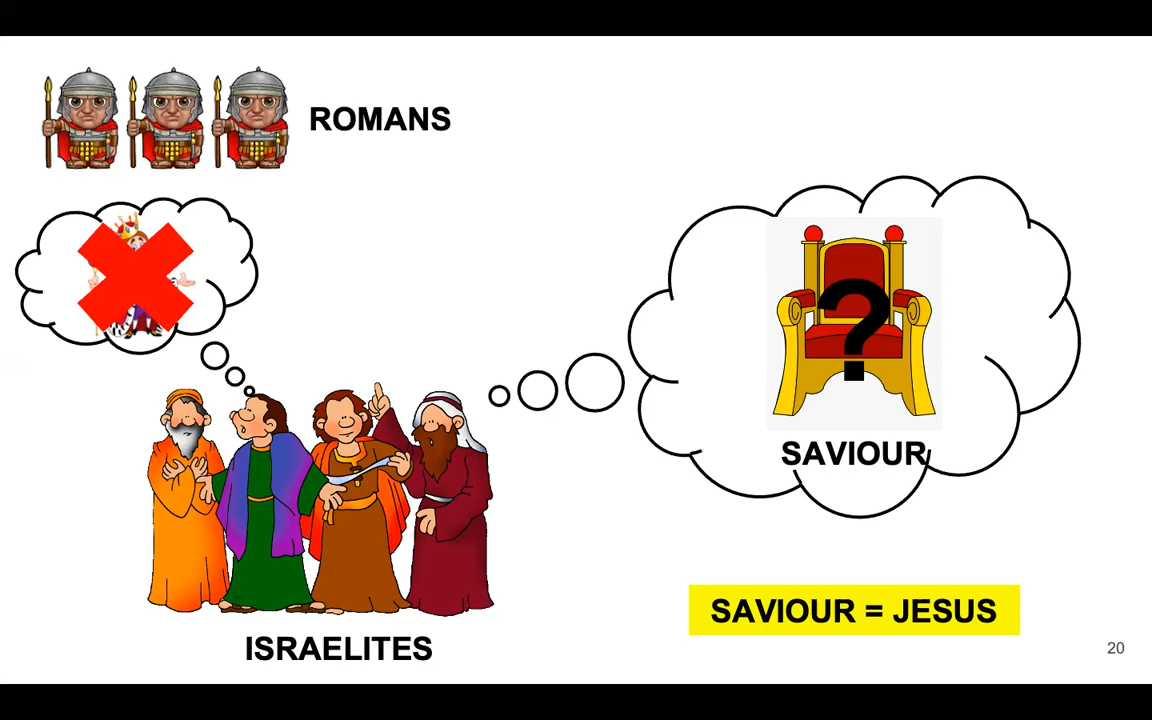 ROMANS
?
SAVIOUR
SAVIOUR = JESUS
ISRAELITES
20